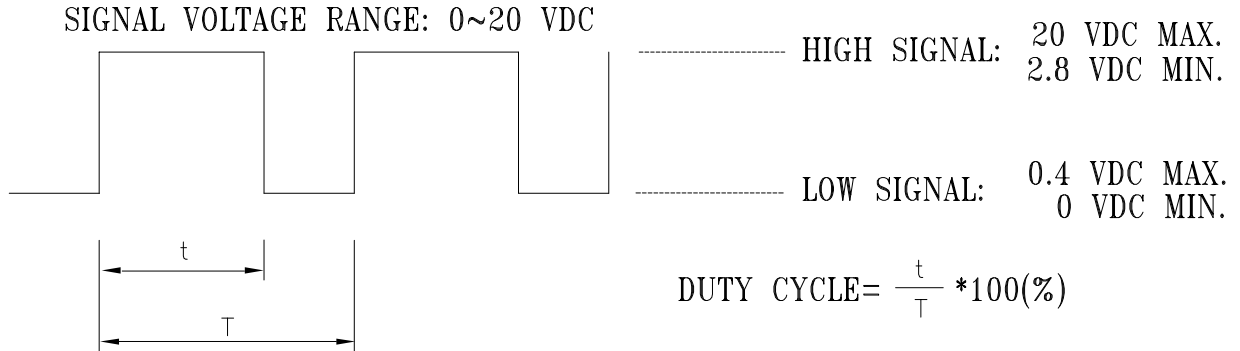 SIGNAL VOLTAGE RANGE: 0~20 VDC
HIGH SIGNAL: 20 VDC MAX.
2.8 VDC MIN.
LOW SIGNAL: 0.4 VDC MAX.
0 VDC MIN.
t
T
DUTY CYCLE= t/T *100(%)